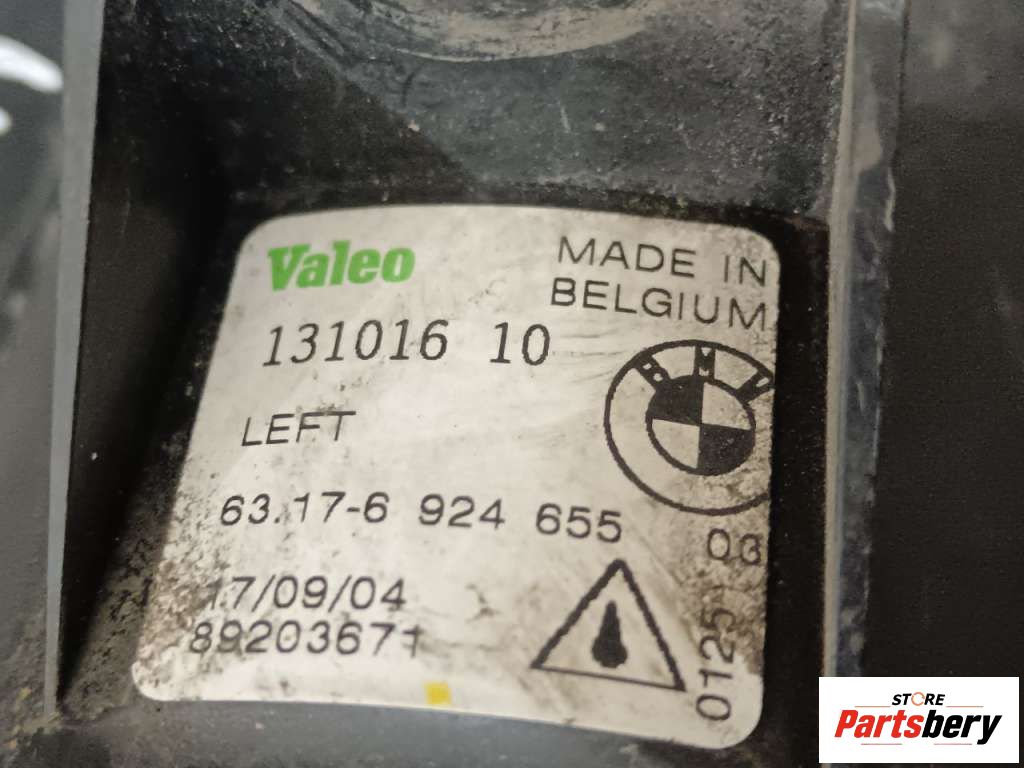 Valeo
MADE IN
BELGIUM
131016 10
BMW
LEFT
63.17-6 924 655
03
17/09/04
89203671
0125
STORE
Partsbery